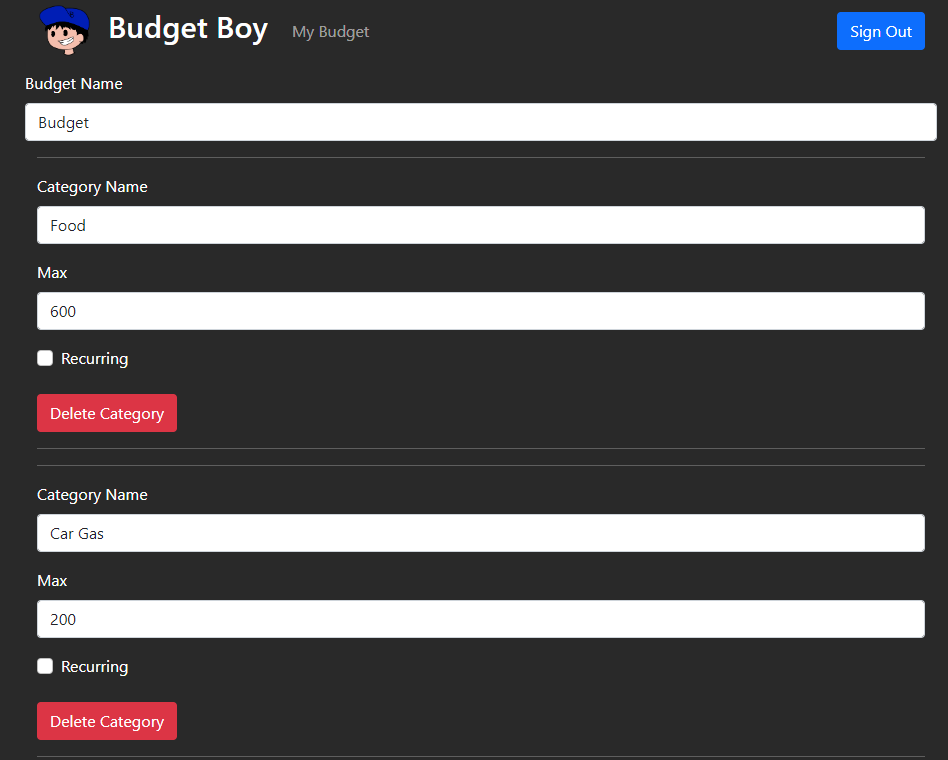 Budget Boy My Budget Sign Out
Budget Name
Budget
Category Name
Food
Max
600
Recurring
Delete Category
Category Name
Car Gas
Max
200
Recurring
Delete Category